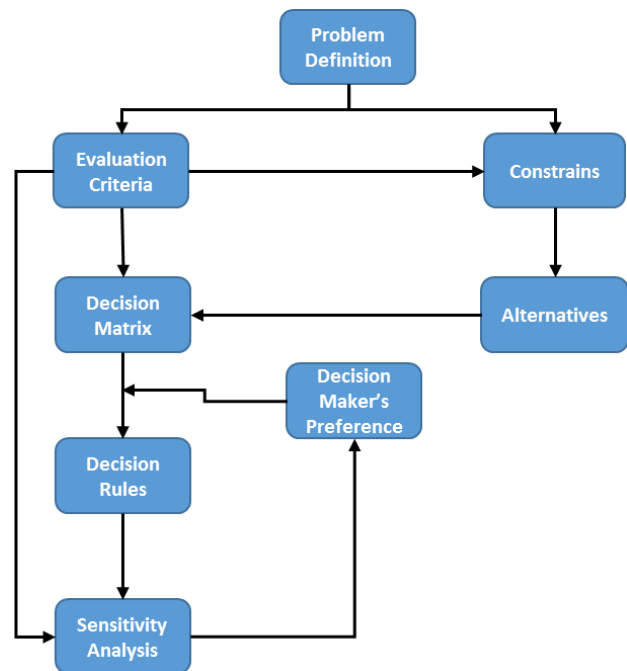 Problem
Definition
Evaluation
Criteria
Constrains
Decision
Matrix
Alternatives
Decision
Maker's
Preference
Decision
Rules
Sensitivity
Analysis